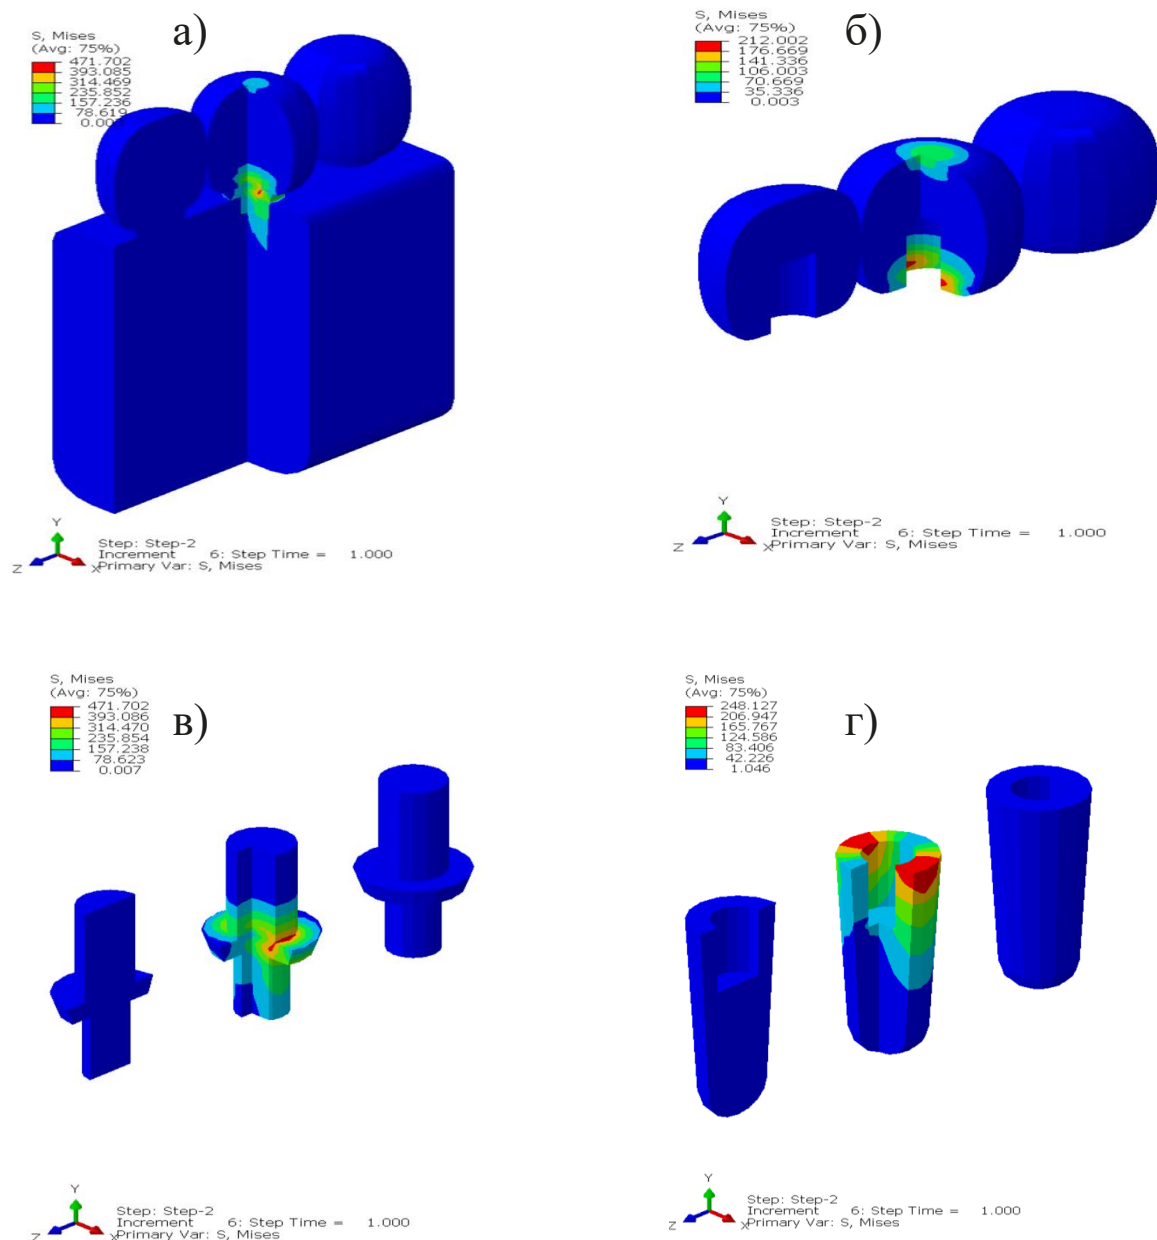 а)
S, Mises
(Avg: 75%)
471.702
393.085
314.469
235.852
157.236
78.619
Y
Z
X
Step: Step-2
Increment 6: Step Time = 1.000
Primary Var: S, Mises
б)
S, Mises
(Avg: 75%)
212.002
176.669
141.336
106.003
70.669
35.336
0.003
Y
Z
X
Step: Step-2
Increment 6: Step Time = 1.000
Primary Var: S, Mises
в)
S, Mises
(Avg: 75%)
471.702
393.086
314.470
235.854
157.238
78.623
0.007
Y
Z
X
Step: Step-2
Increment 6: Step Time = 1.000
Primary Var: S, Mises
г)
S, Mises
(Avg: 75%)
248.127
206.947
165.767
124.586
83.406
42.226
1.046
Y
Z
X
Step: Step-2
Increment 6: Step Time = 1.000
Primary Var: S, Mises